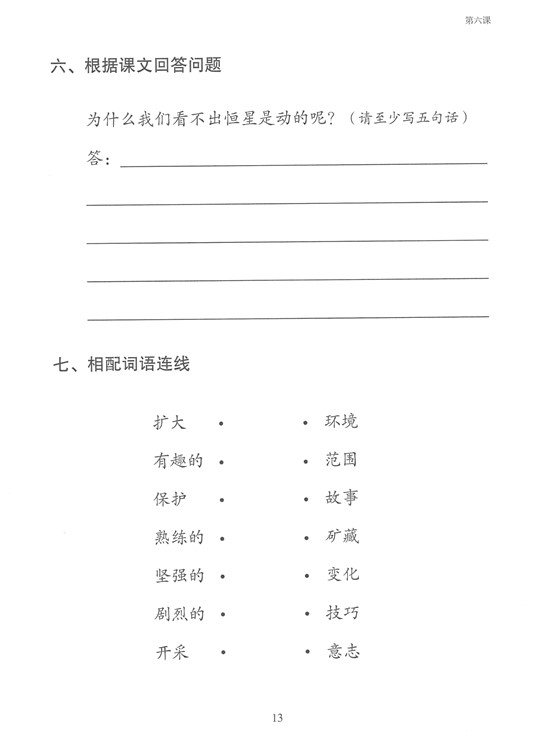 第六课
六、根据课文回答问题
为什么我们看不出恒星是动的呢？（请至少写五句话）
答：
七、相配词语连线
扩大 • • 环境
有趣的 • • 范围
保护 • • 故事
熟练的 • • 矿藏
坚强的 • • 变化
剧烈的 • • 技巧
开采 • • 意志
13